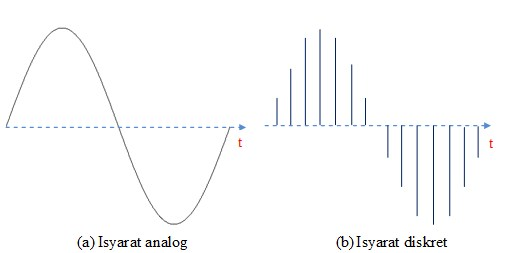 t
t
(a) Isyarat analog
(b) Isyarat diskret